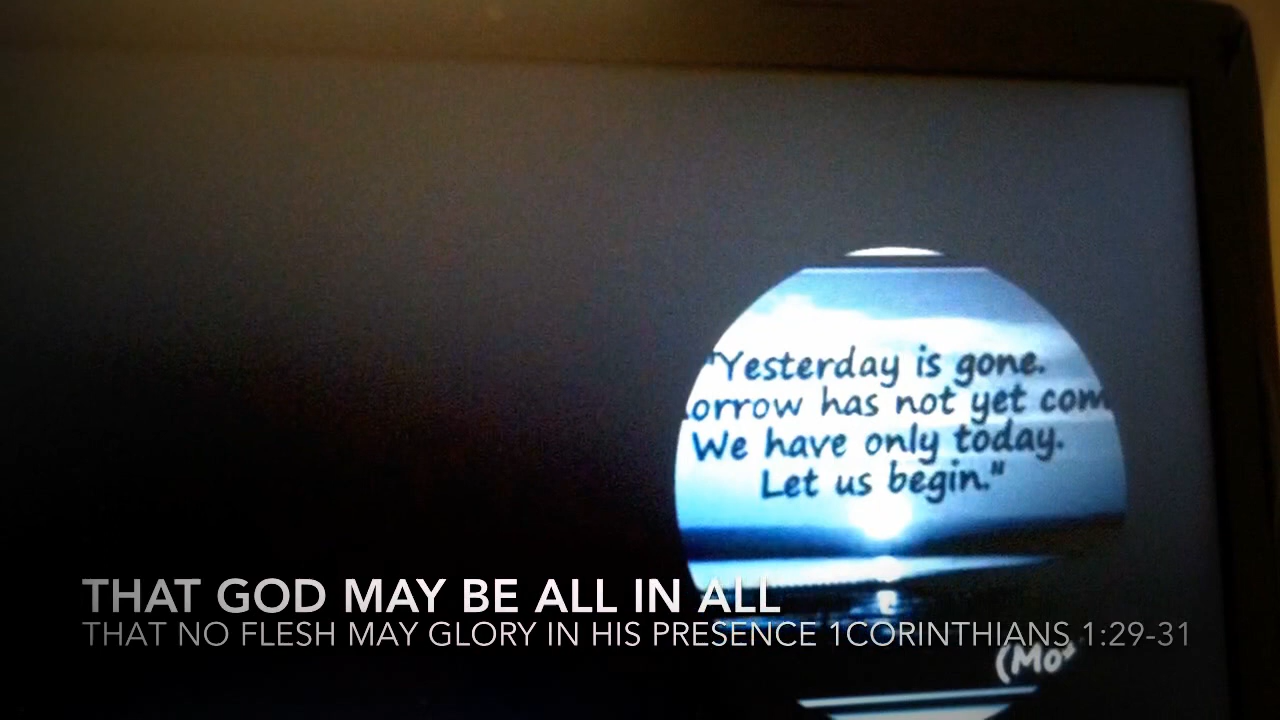 "Yesterday is gone.
orrow has not yet com
We have only today.
Let us begin."
THAT GOD MAY BE ALL IN ALL
THAT NO FLESH MAY GLORY IN HIS PRESENCE 1CORINTHIANS 1:29-31
(Mo